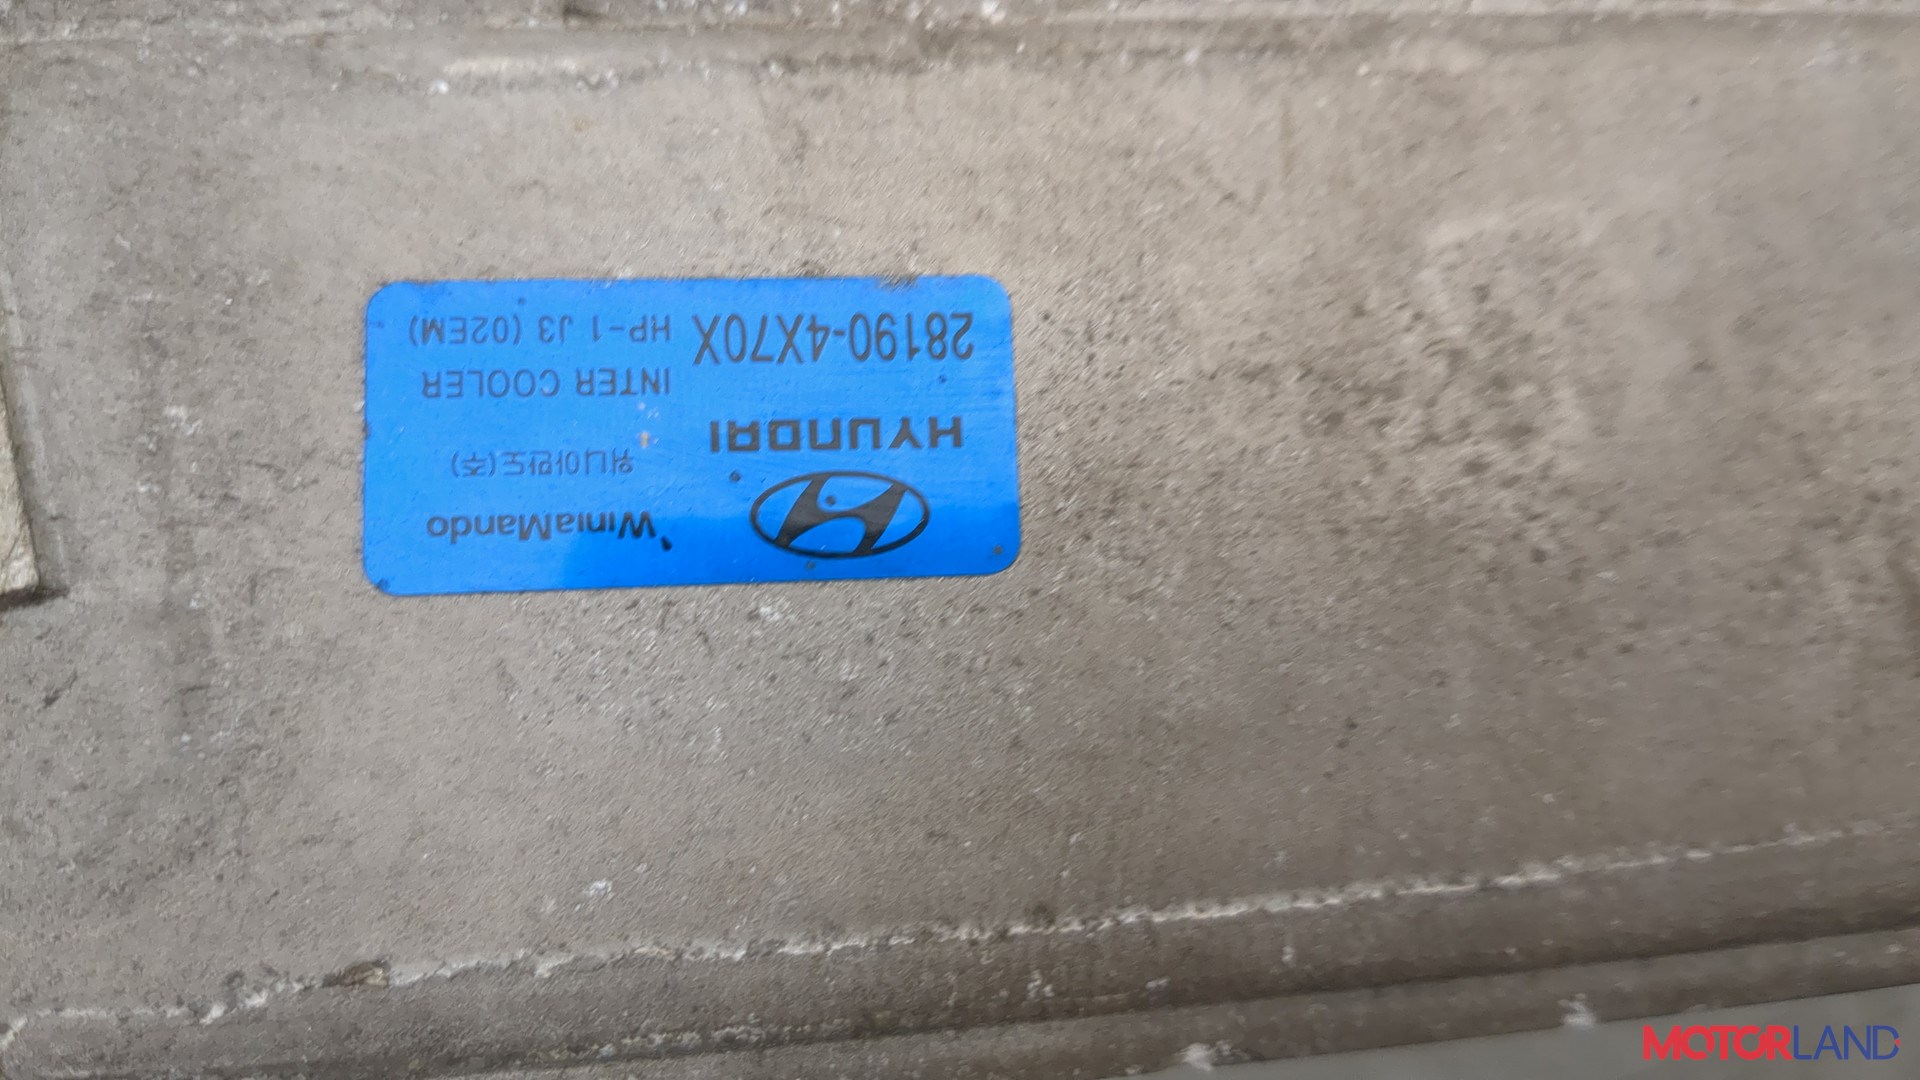 WiniaMando
위니아만도(주)
HYUNDAI
INTER COOLER
28190-4X70X
HP-1 J3 (02EM)
MOTORLAND